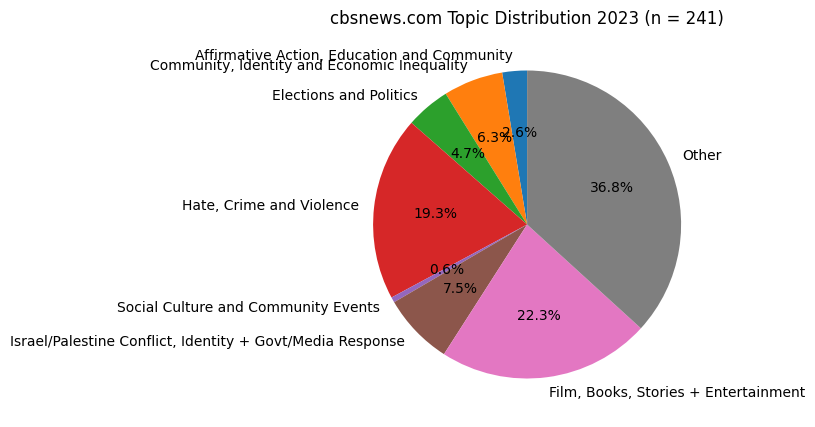 cbsnews.com Topic Distribution 2023 (n = 241)
Affirmative Action, Education and Community
Community, Identity and Economic Inequality
Elections and Politics
Hate, Crime and Violence
Social Culture and Community Events
Israel/Palestine Conflict, Identity + Govt/Media Response
Film, Books, Stories + Entertainment
Other
2.6%
6.3%
4.7%
19.3%
0.6%
7.5%
22.3%
36.8%